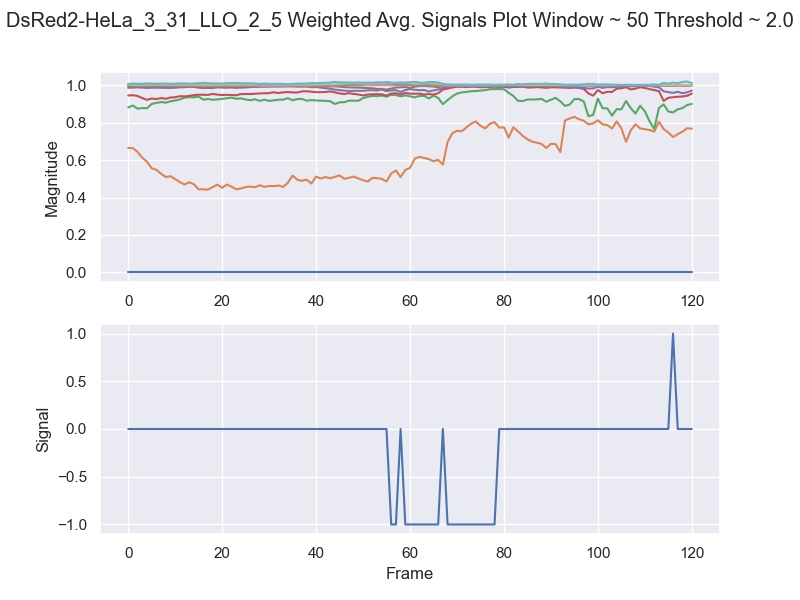 DsRed2-HeLa_3_31_LLO_2_5 Weighted Avg. Signals Plot Window ~ 50 Threshold ~ 2.0
1.0
0.8
0.6
0.4
0.2
0.0
Magnitude
0 20 40 60 80 100 120
1.0
0.5
0.0
−0.5
−1.0
Signal
0 20 40 60 80 100 120
Frame